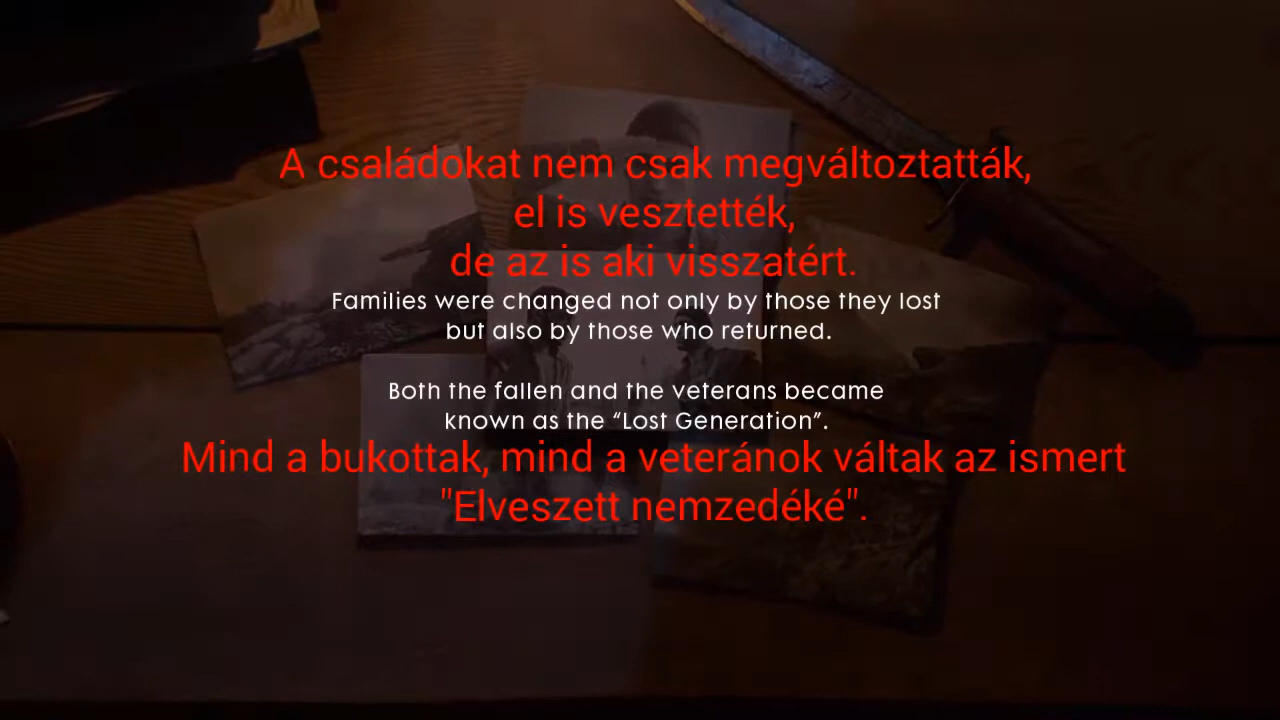 A családokat nem csak megváltoztatták,
el is vesztették,
de az is aki visszatért.
Families were changed not only by those they lost
but also by those who returned.
Both the fallen and the veterans became
known as the “Lost Generation”.
Mind a bukottak, mind a veteránok váltak az ismert
"Elveszett nemzedéké".